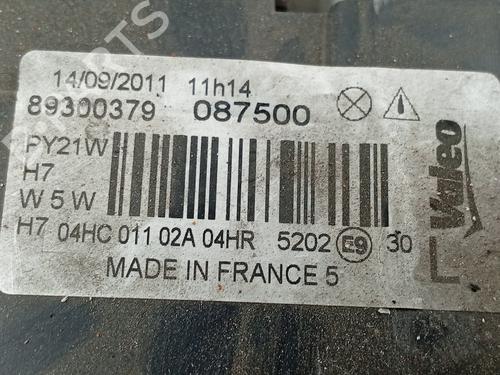 14/09/2011 11h14
89300379 087500
PY21W
H7
W5W
H7 04HC 011 02A 04HR 5202 E9 30
MADE IN FRANCE 5
Valeo
L
PARTS